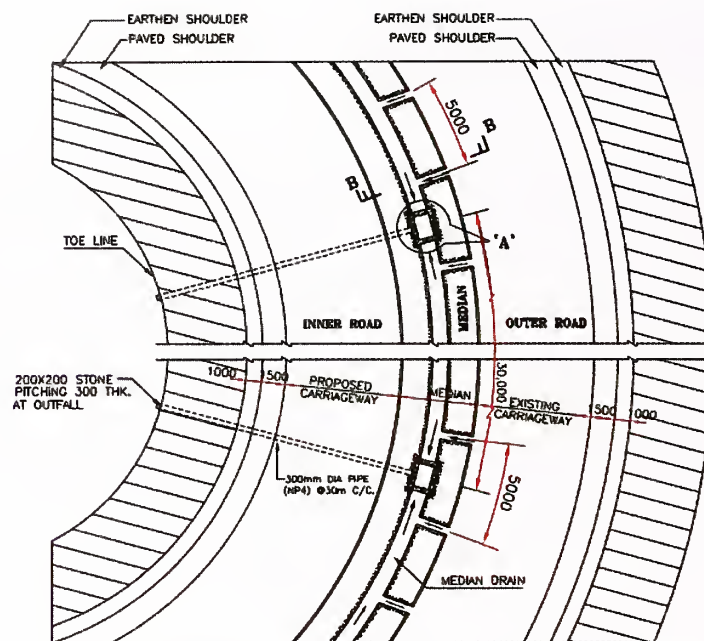 EARTHEN SHOULDER
PAVED SHOULDER
EARTHEN SHOULDER
PAVED SHOULDER
5000
B
B
'A'
TOE LINE
INNER ROAD
MEDIAN
OUTER ROAD
200X200 STONE
PITCHING 300 THK.
AT OUTFALL
1000
1500
PROPOSED
CARRIAGEWAY
MEDIAN
30,000
EXISTING
CARRIAGEWAY
1500
1000
300mm DIA PIPE
(NP4) @30m C/C.
5000
MEDIAN DRAIN